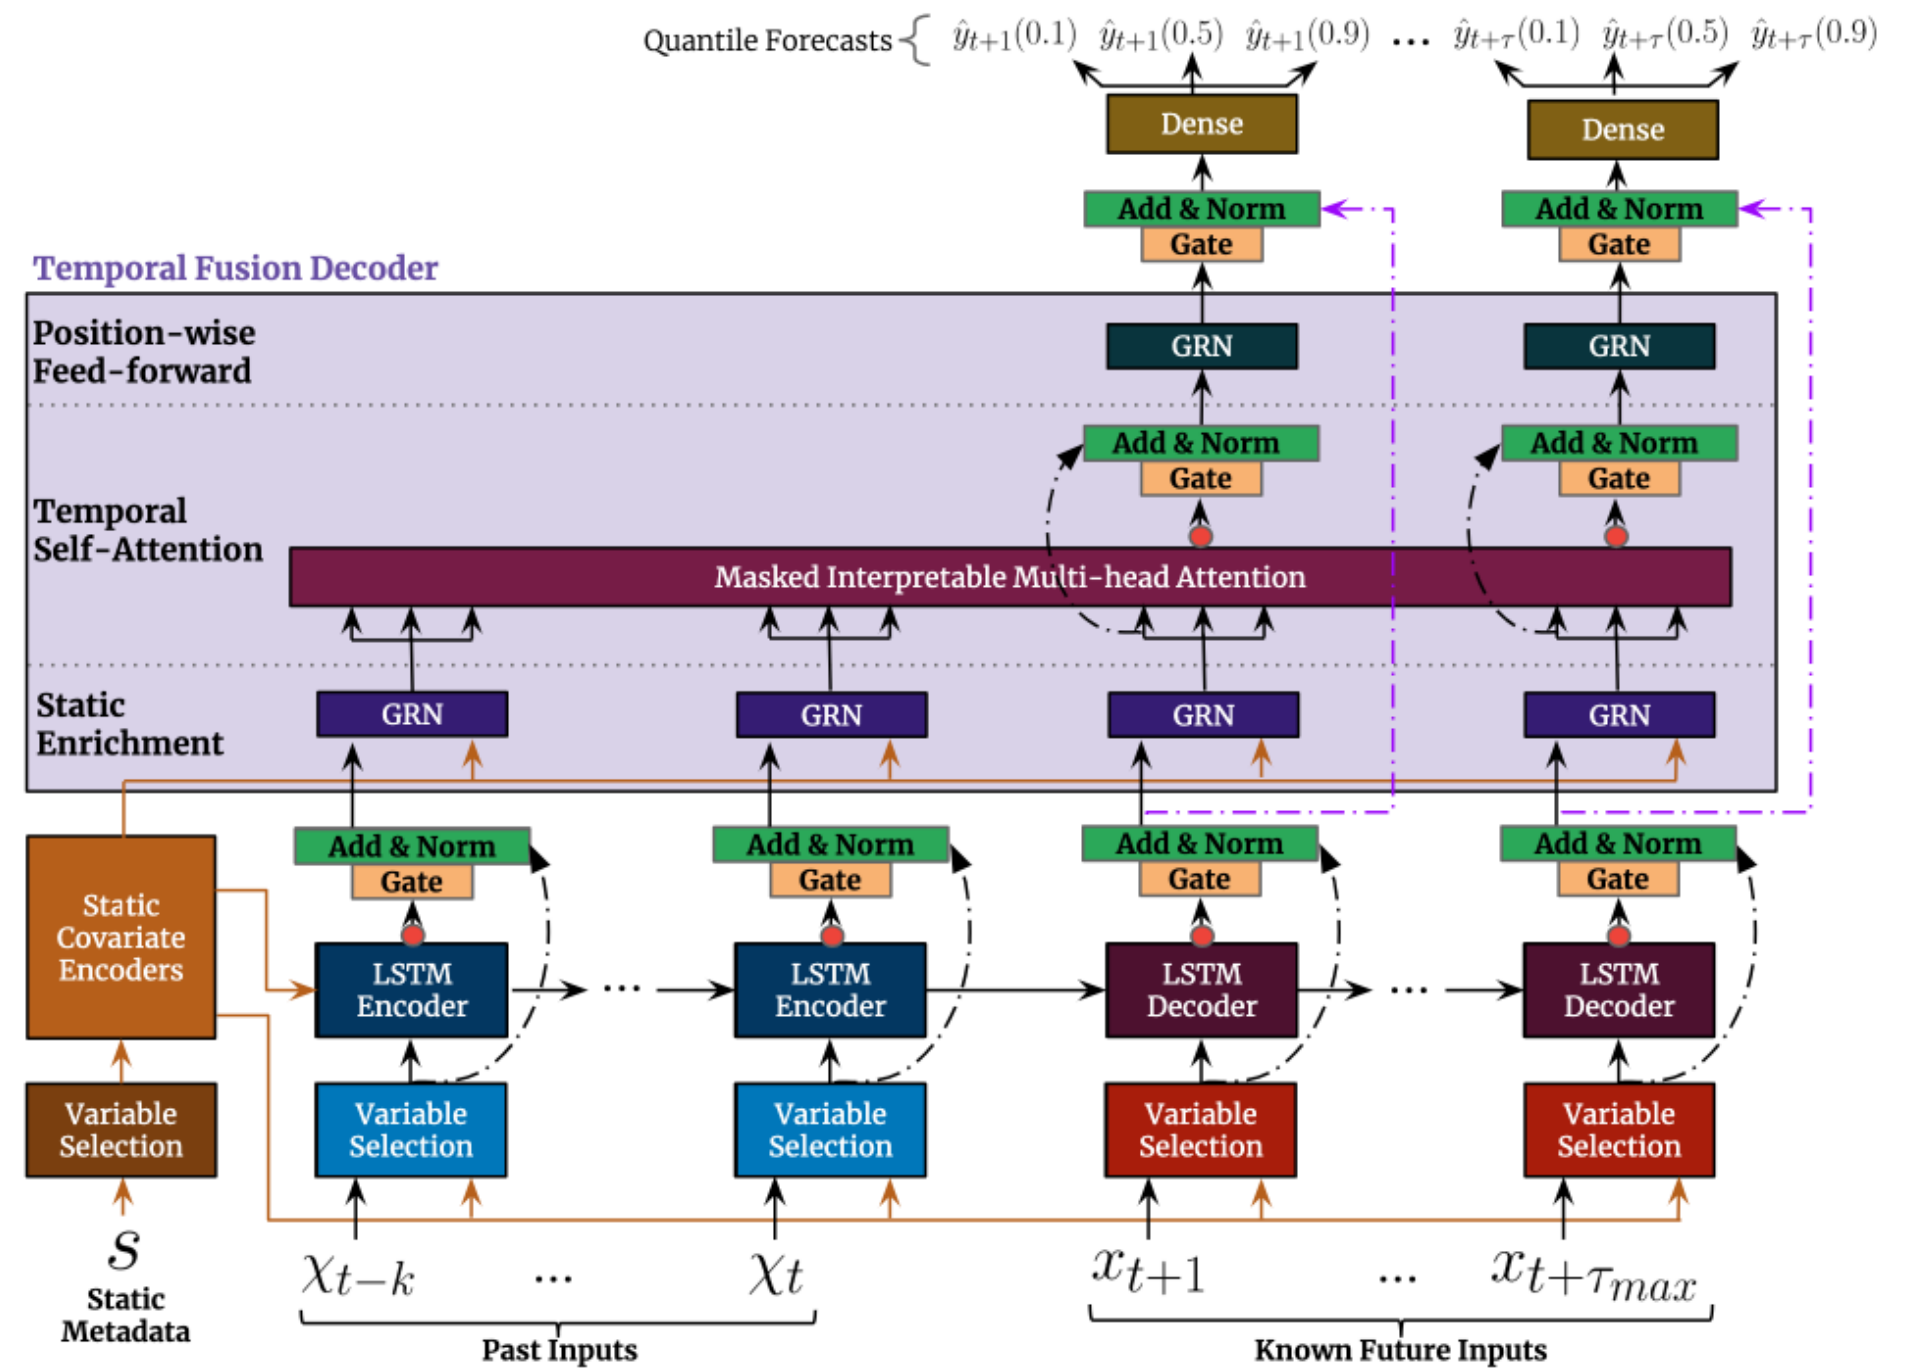 Quantile Forecasts { ŷt+1(0.1) ŷt+1(0.5) ŷt+1(0.9) ... ŷt+τ(0.1) ŷt+τ(0.5) ŷt+τ(0.9)
Dense Dense
Add & Norm Add & Norm
Gate Gate
Temporal Fusion Decoder
Position-wise
Feed-forward
GRN GRN
Add & Norm Add & Norm
Gate Gate
Temporal
Self-Attention
Masked Interpretable Multi-head Attention
Static
Enrichment
GRN GRN GRN GRN
Add & Norm Add & Norm Add & Norm Add & Norm
Gate Gate Gate Gate
Static
Covariate
Encoders
LSTM
Encoder
...
LSTM
Encoder
LSTM
Decoder
...
LSTM
Decoder
Variable
Selection
Variable
Selection
Variable
Selection
Variable
Selection
Variable
Selection
s
Static
Metadata
χt−k ... χt xt+1 ... xt+τmax
Past Inputs
Known Future Inputs